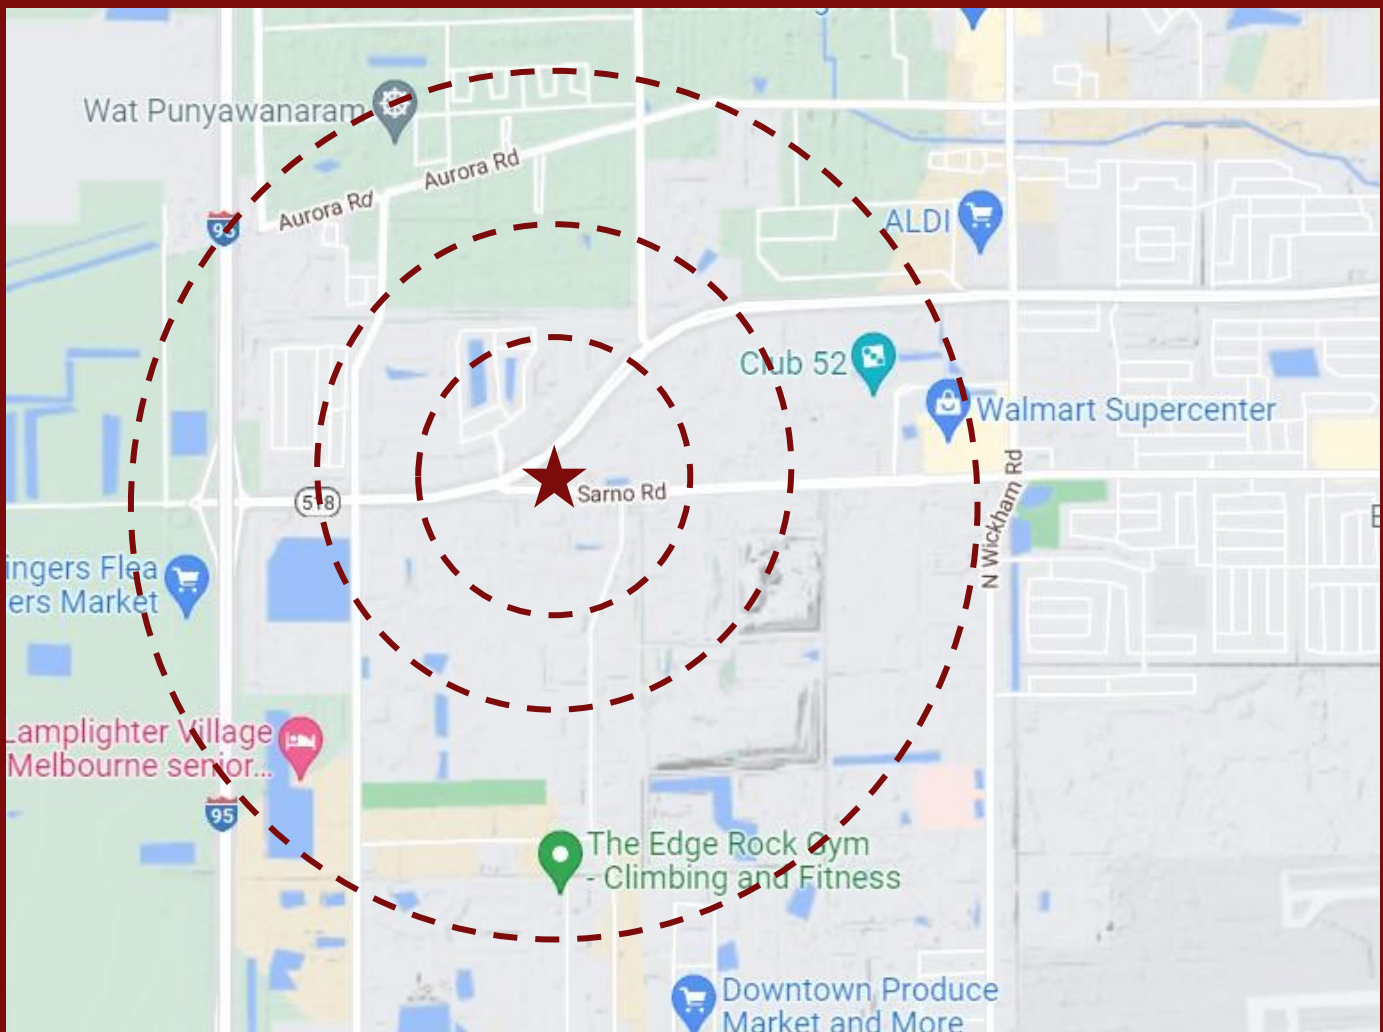 Wat Punyawanaram
Aurora Rd
Aurora Rd
95
ALDI
Club 52
Walmart Supercenter
N Wickham Rd
Sarno Rd
518
ingers Flea
ers Market
Lamplighter Village
Melbourne senior...
95
The Edge Rock Gym
- Climbing and Fitness
Downtown Produce
Market and More